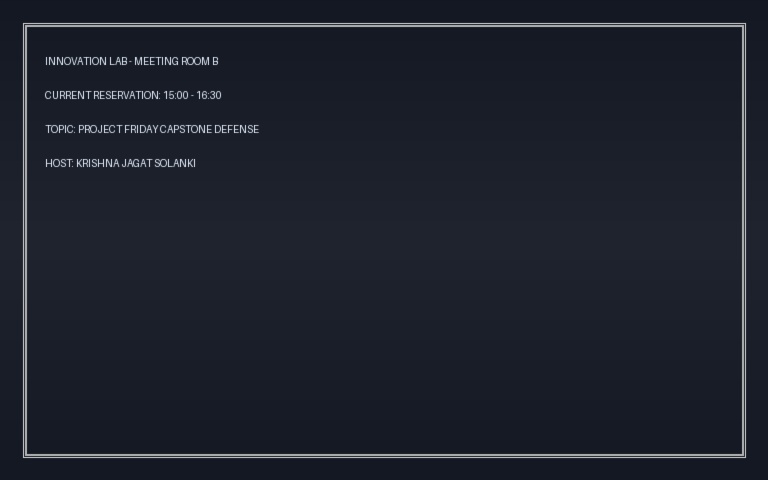 INNOVATION LAB - MEETING ROOM B
CURRENT RESERVATION: 15:00 - 16:30
TOPIC: PROJECT FRIDAY CAPSTONE DEFENSE
HOST: KRISHNA JAGAT SOLANKI